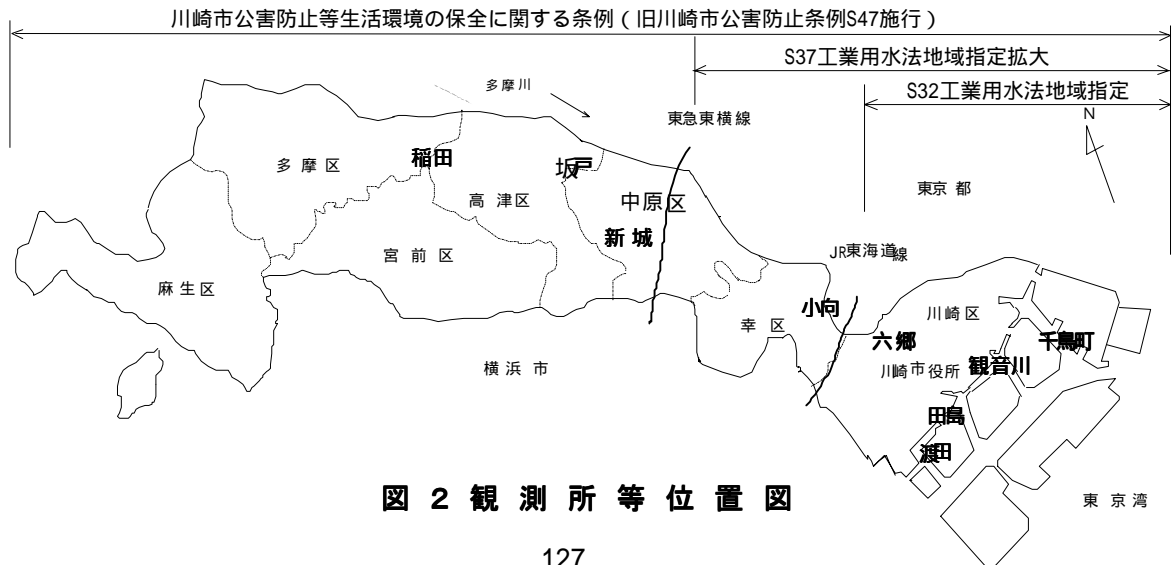 川崎市公害防止等生活環境の保全に関する条例（旧川崎市公害防止条例S47施行）
S37工業用水法地域指定拡大
S32工業用水法地域指定
多摩川
東急東横線
N
稲田
坂戸
多摩区
高津区
中原区
東京都
新城
宮前区
JR東海道線
麻生区
小向
川崎区
幸区
六郷
千鳥町
横浜市
川崎市役所
観音川
田島
渡田
図2観測所等位置図
東京湾
127